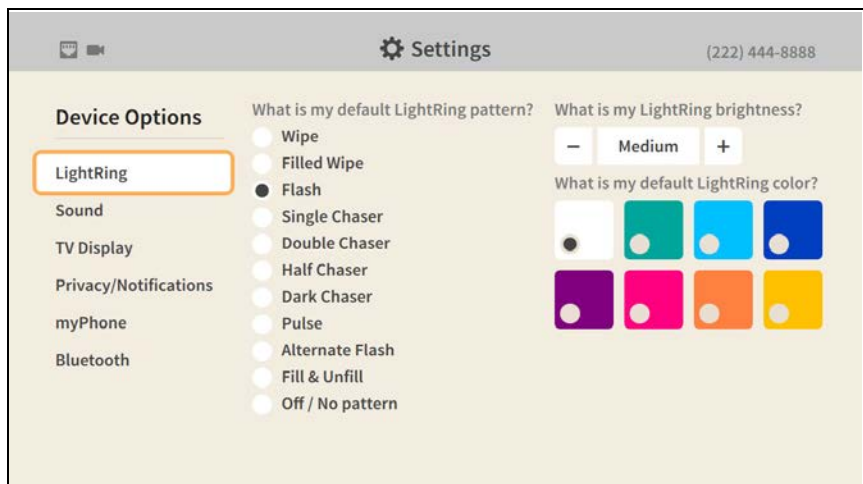 Settings
(222) 444-8888
Device Options
LightRing
Sound
TV Display
Privacy/Notifications
myPhone
Bluetooth
What is my default LightRing pattern?
Wipe
Filled Wipe
Flash
Single Chaser
Double Chaser
Half Chaser
Dark Chaser
Pulse
Alternate Flash
Fill & Unfill
Off / No pattern
What is my LightRing brightness?
− Medium +
What is my default LightRing color?